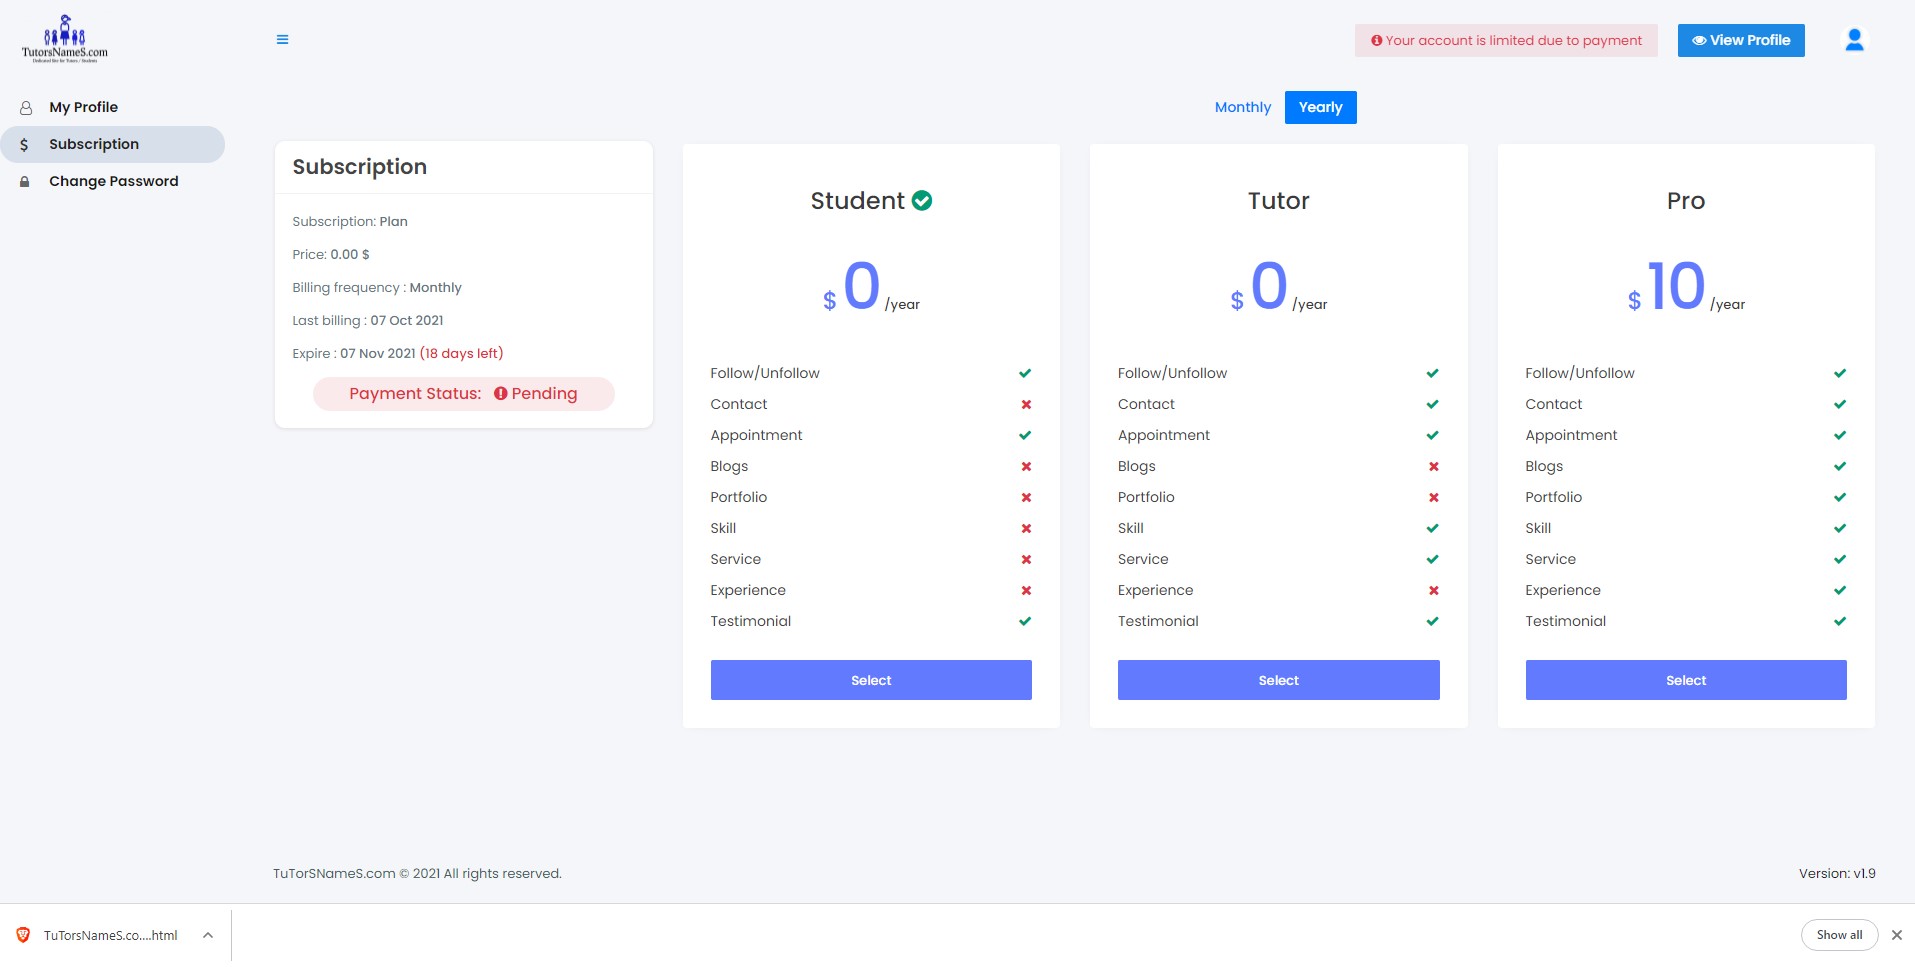 TutorsNameS.com
Dedicated Site for Tutors / Students
Your account is limited due to payment
View Profile
My Profile
Subscription
Change Password
Monthly
Yearly
Subscription
Subscription: Plan
Price: 0.00 $
Billing frequency : Monthly
Last billing : 07 Oct 2021
Expire : 07 Nov 2021 (18 days left)
Payment Status: Pending
Student
$ 0 /year
Follow/Unfollow
Contact
Appointment
Blogs
Portfolio
Skill
Service
Experience
Testimonial
Select
Tutor
$ 0 /year
Follow/Unfollow
Contact
Appointment
Blogs
Portfolio
Skill
Service
Experience
Testimonial
Select
Pro
$ 10 /year
Follow/Unfollow
Contact
Appointment
Blogs
Portfolio
Skill
Service
Experience
Testimonial
Select
TuTorSNameS.com © 2021 All rights reserved.
Version: v1.9
TuTorsNameS.co....html
Show all